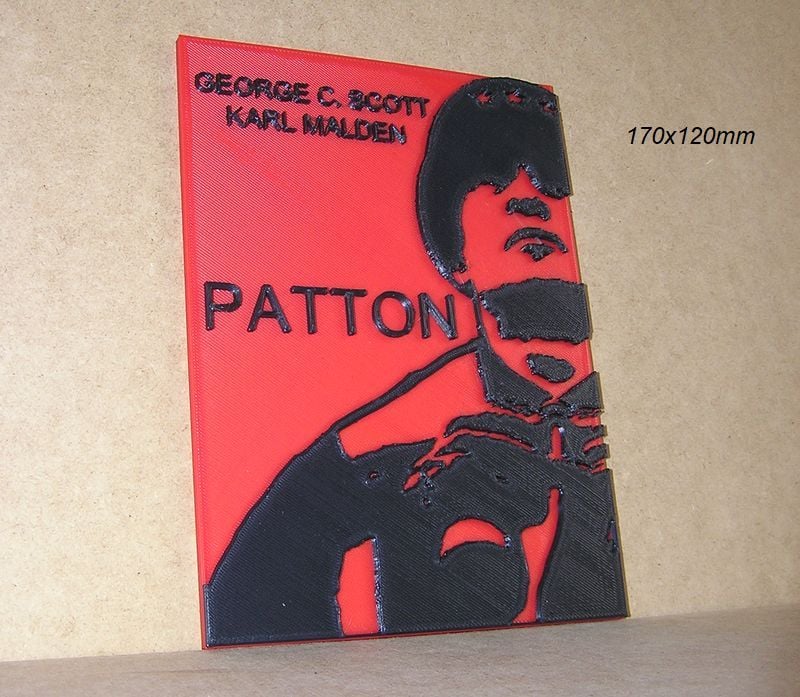 GEORGE C. SCOTT
KARL MALDEN
170x120mm
PATTON